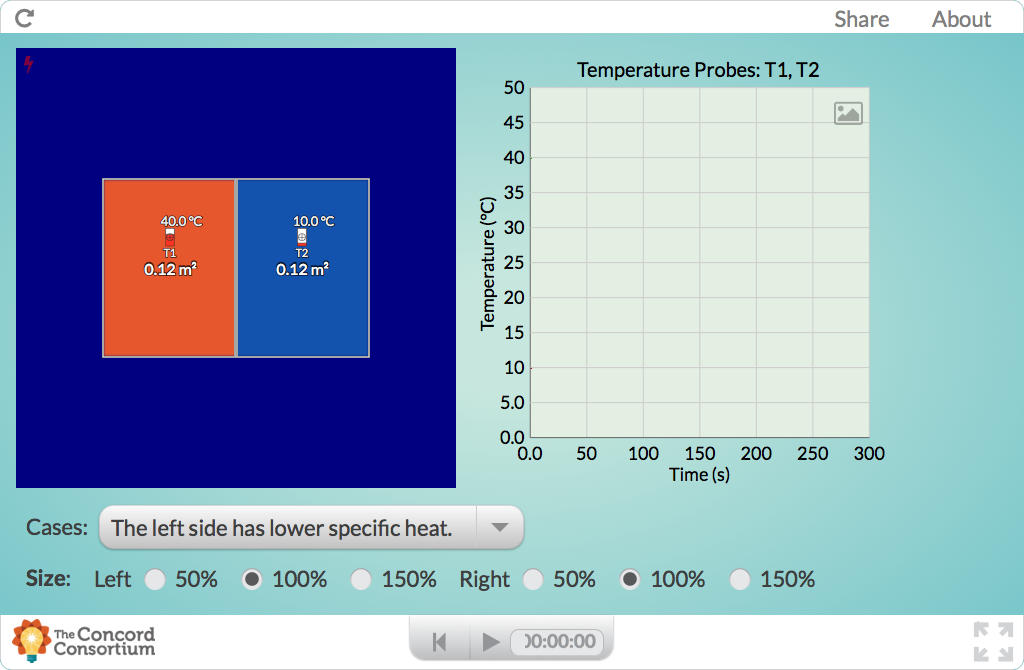 Share About
40.0 °C
T1
0.12 m²
10.0 °C
T2
0.12 m²
Temperature Probes: T1, T2
Temperature (°C)
50
45
40
35
30
25
20
15
10
5.0
0.0
0.0 50 100 150 200 250 300
Time (s)
Cases: The left side has lower specific heat.
Size: Left 50% 100% 150% Right 50% 100% 150%
The Concord
Consortium
00:00:00